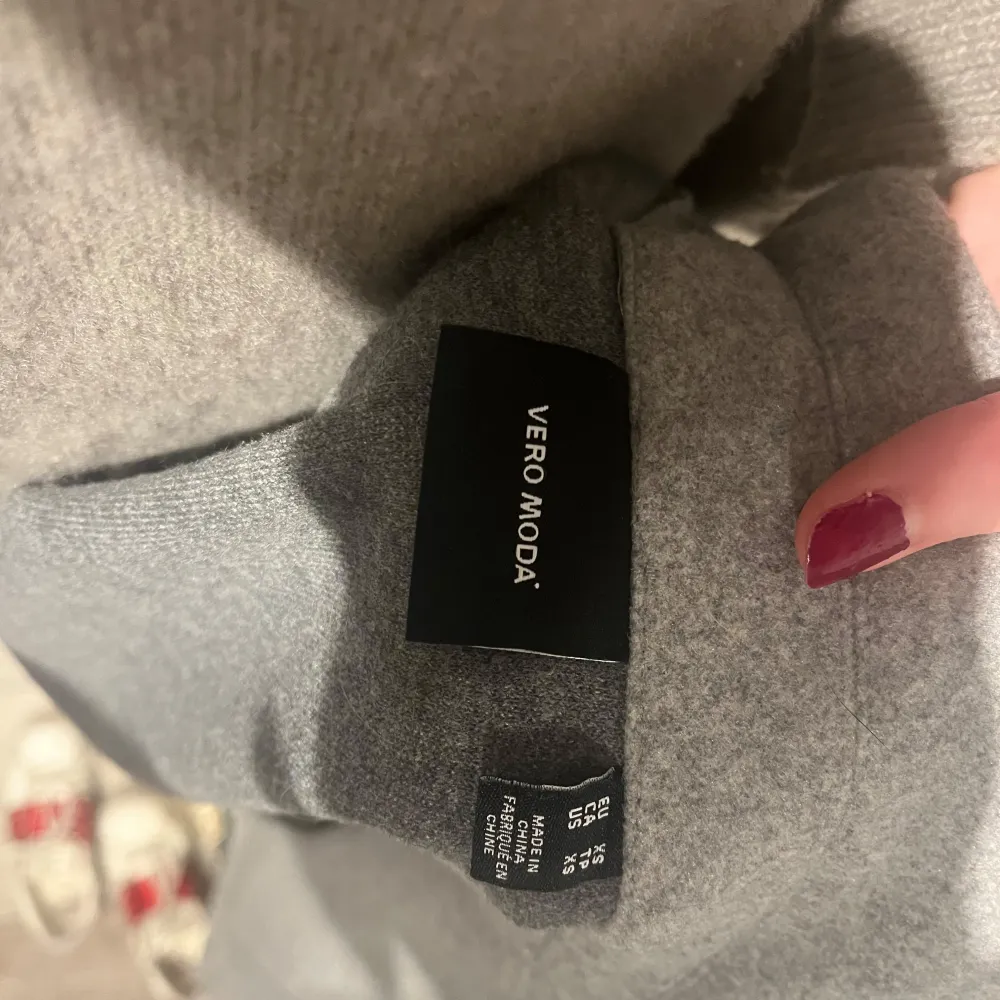 VERO MODA
EU XS
CA TP
US XS
MADE IN
CHINA
FABRIQUÉ EN
CHINE